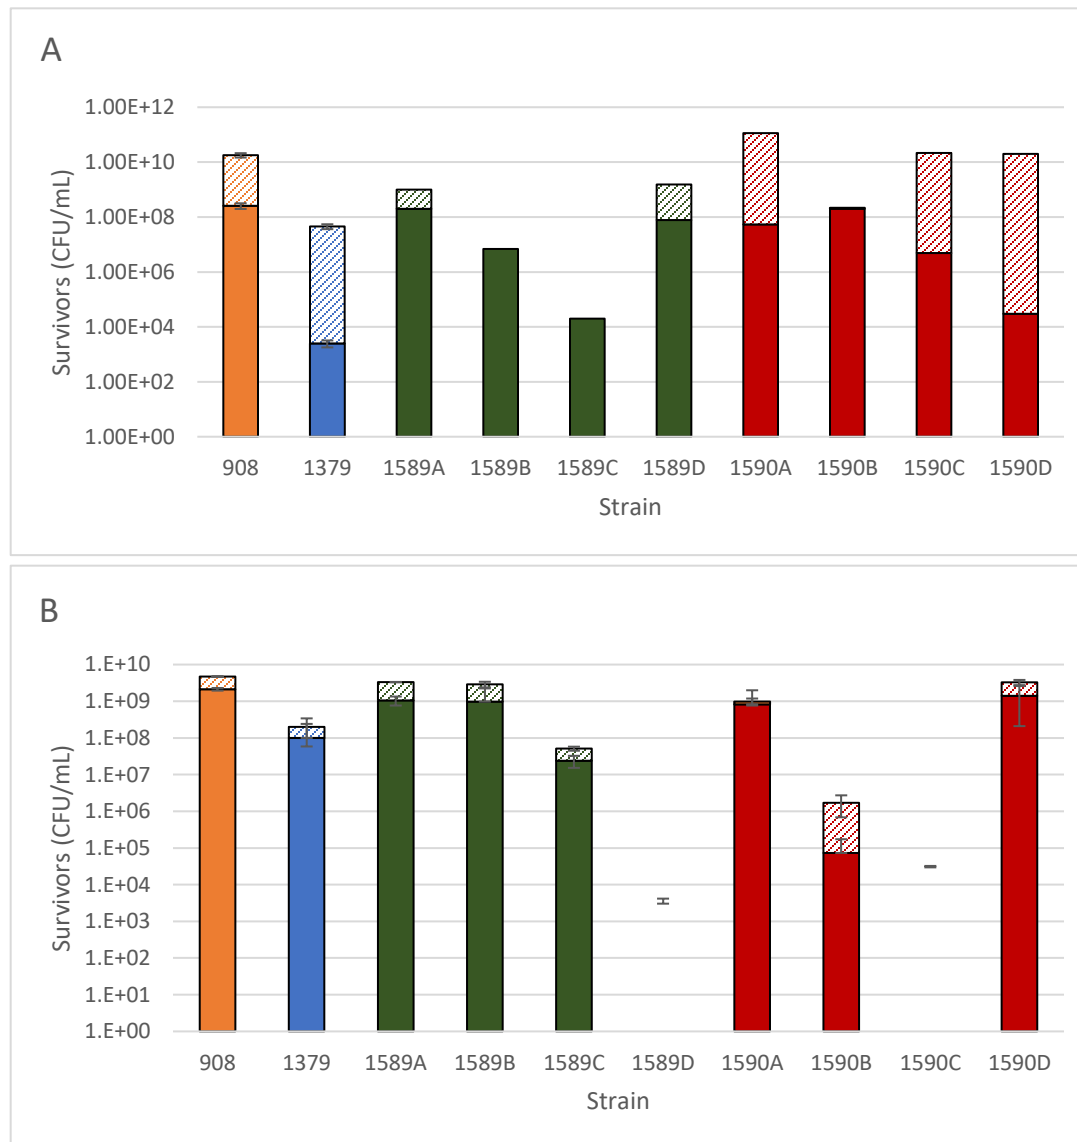 A
Survivors (CFU/mL)
1.00E+12
1.00E+10
1.00E+08
1.00E+06
1.00E+04
1.00E+02
1.00E+00
908 1379 1589A 1589B 1589C 1589D 1590A 1590B 1590C 1590D
Strain
B
Survivors (CFU/mL)
1.E+10
1.E+09
1.E+08
1.E+07
1.E+06
1.E+05
1.E+04
1.E+03
1.E+02
1.E+01
1.E+00
908 1379 1589A 1589B 1589C 1589D 1590A 1590B 1590C 1590D
Strain